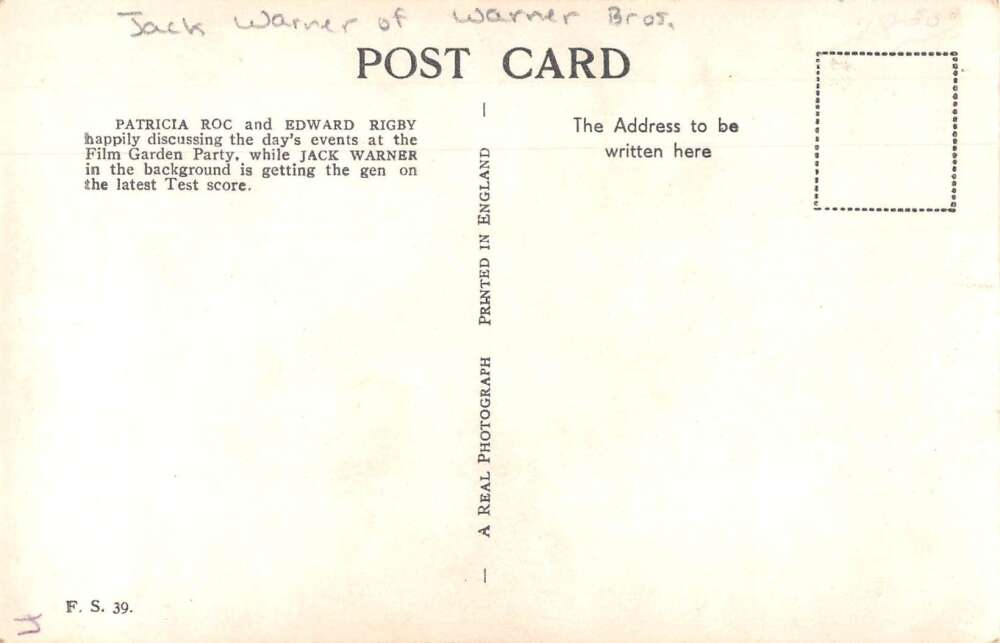 Jack Warner of Warner Bros.
POST CARD
PATRICIA ROC and EDWARD RIGBY
happily discussing the day's events at the
Film Garden Party, while JACK WARNER
in the background is getting the gen on
the latest Test score.
The Address to be
written here
A REAL PHOTOGRAPH PRINTED IN ENGLAND
F. S. 39.